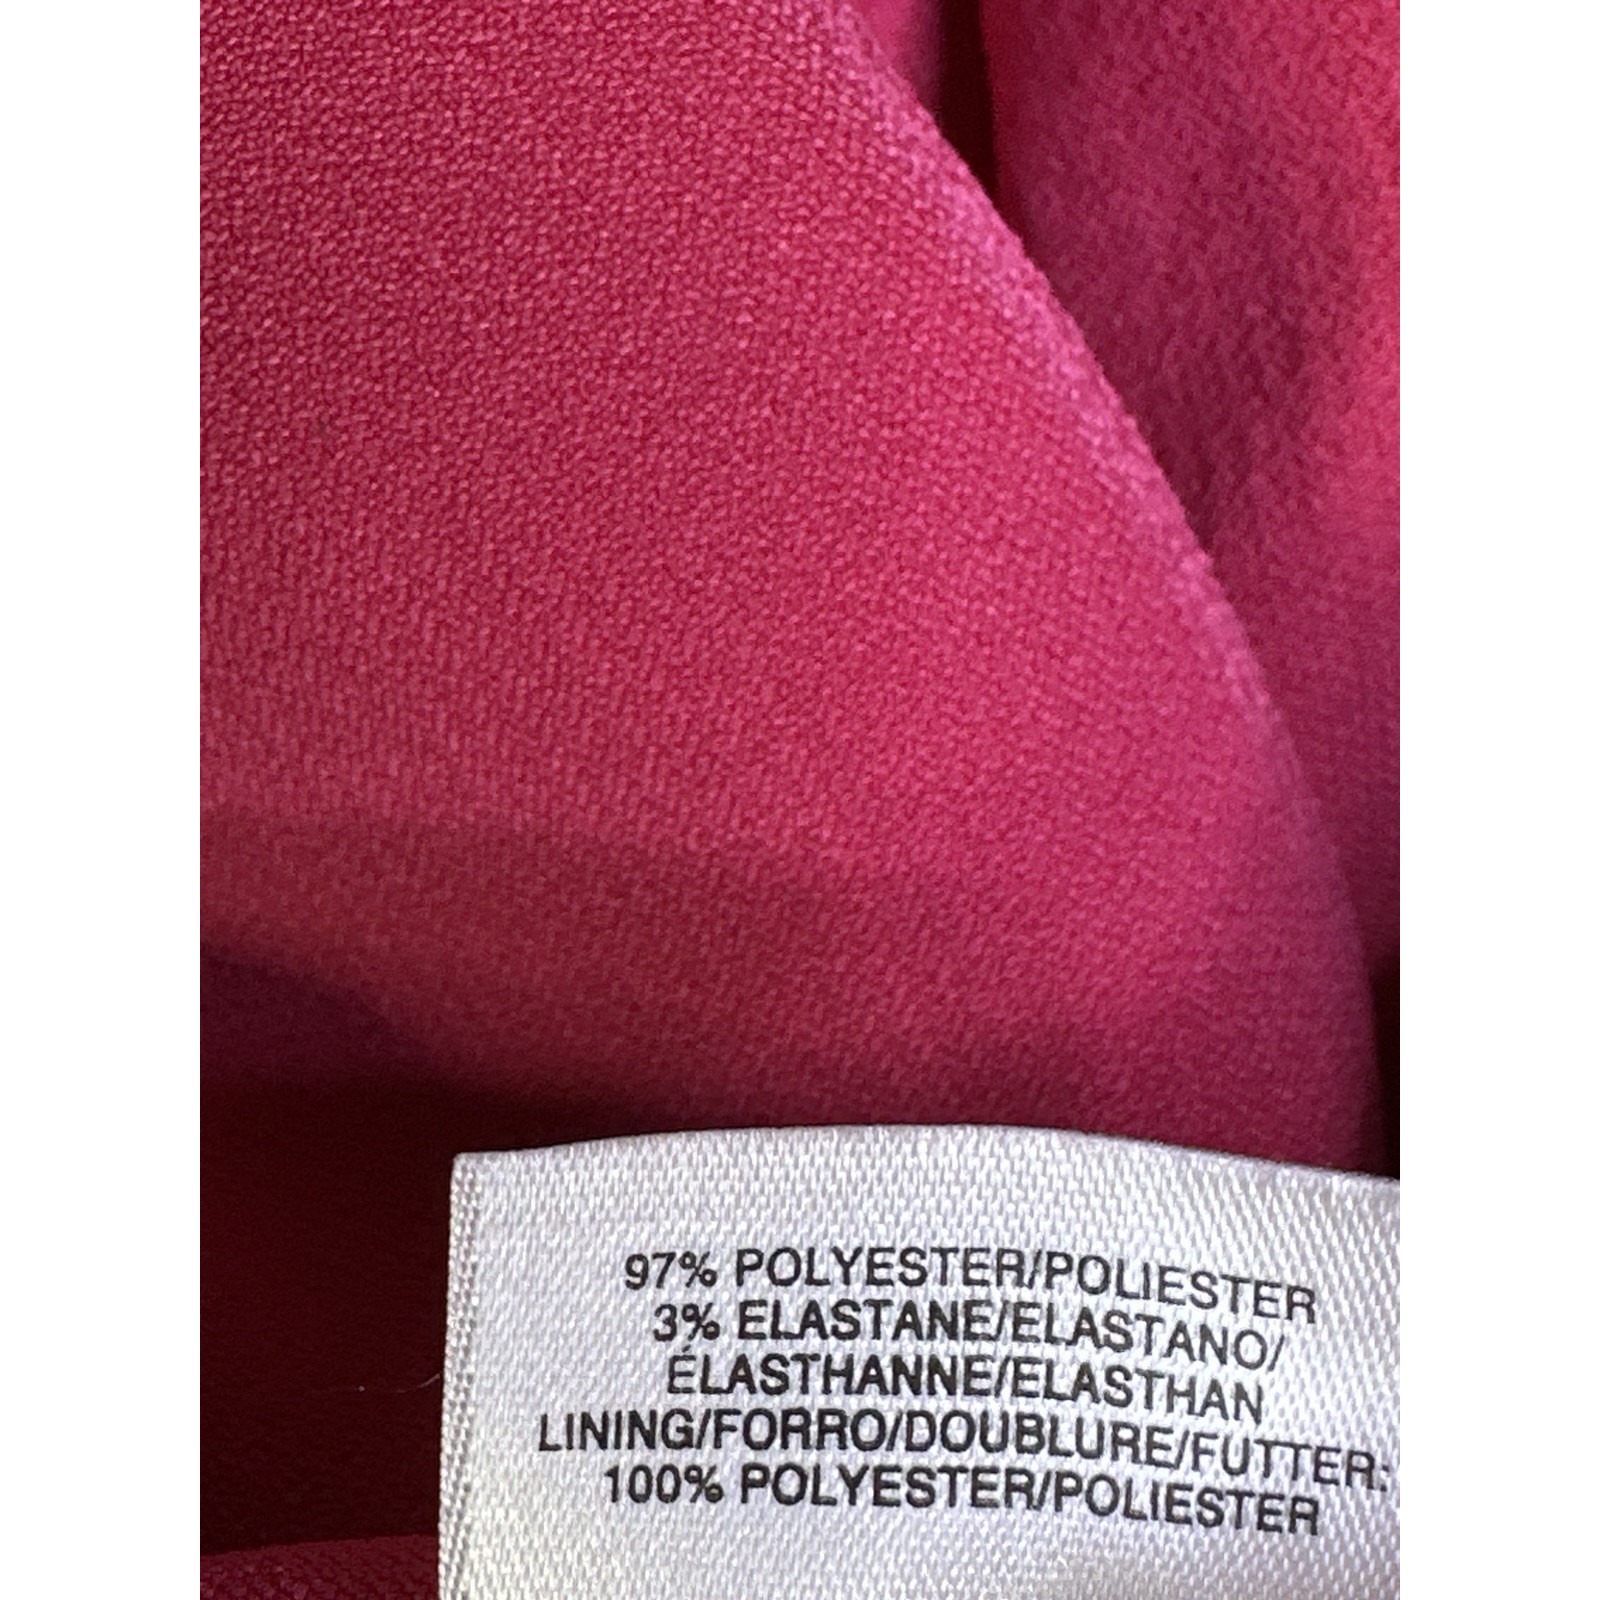 97% POLYESTER/POLIESTER
3% ELASTANE/ELASTANO/
ÉLASTHANNE/ELASTHAN
LINING/FORRO/DOUBLURE/FUTTER:
100% POLYESTER/POLIESTER